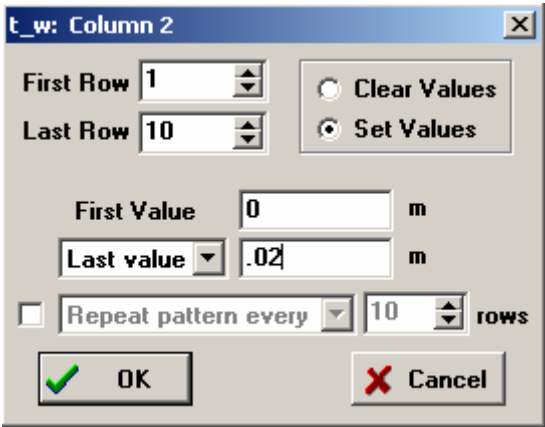 t_w: Column 2
First Row 1
Last Row 10
Clear Values
Set Values
First Value 0 m
Last value .02 m
Repeat pattern every 10 rows
OK Cancel